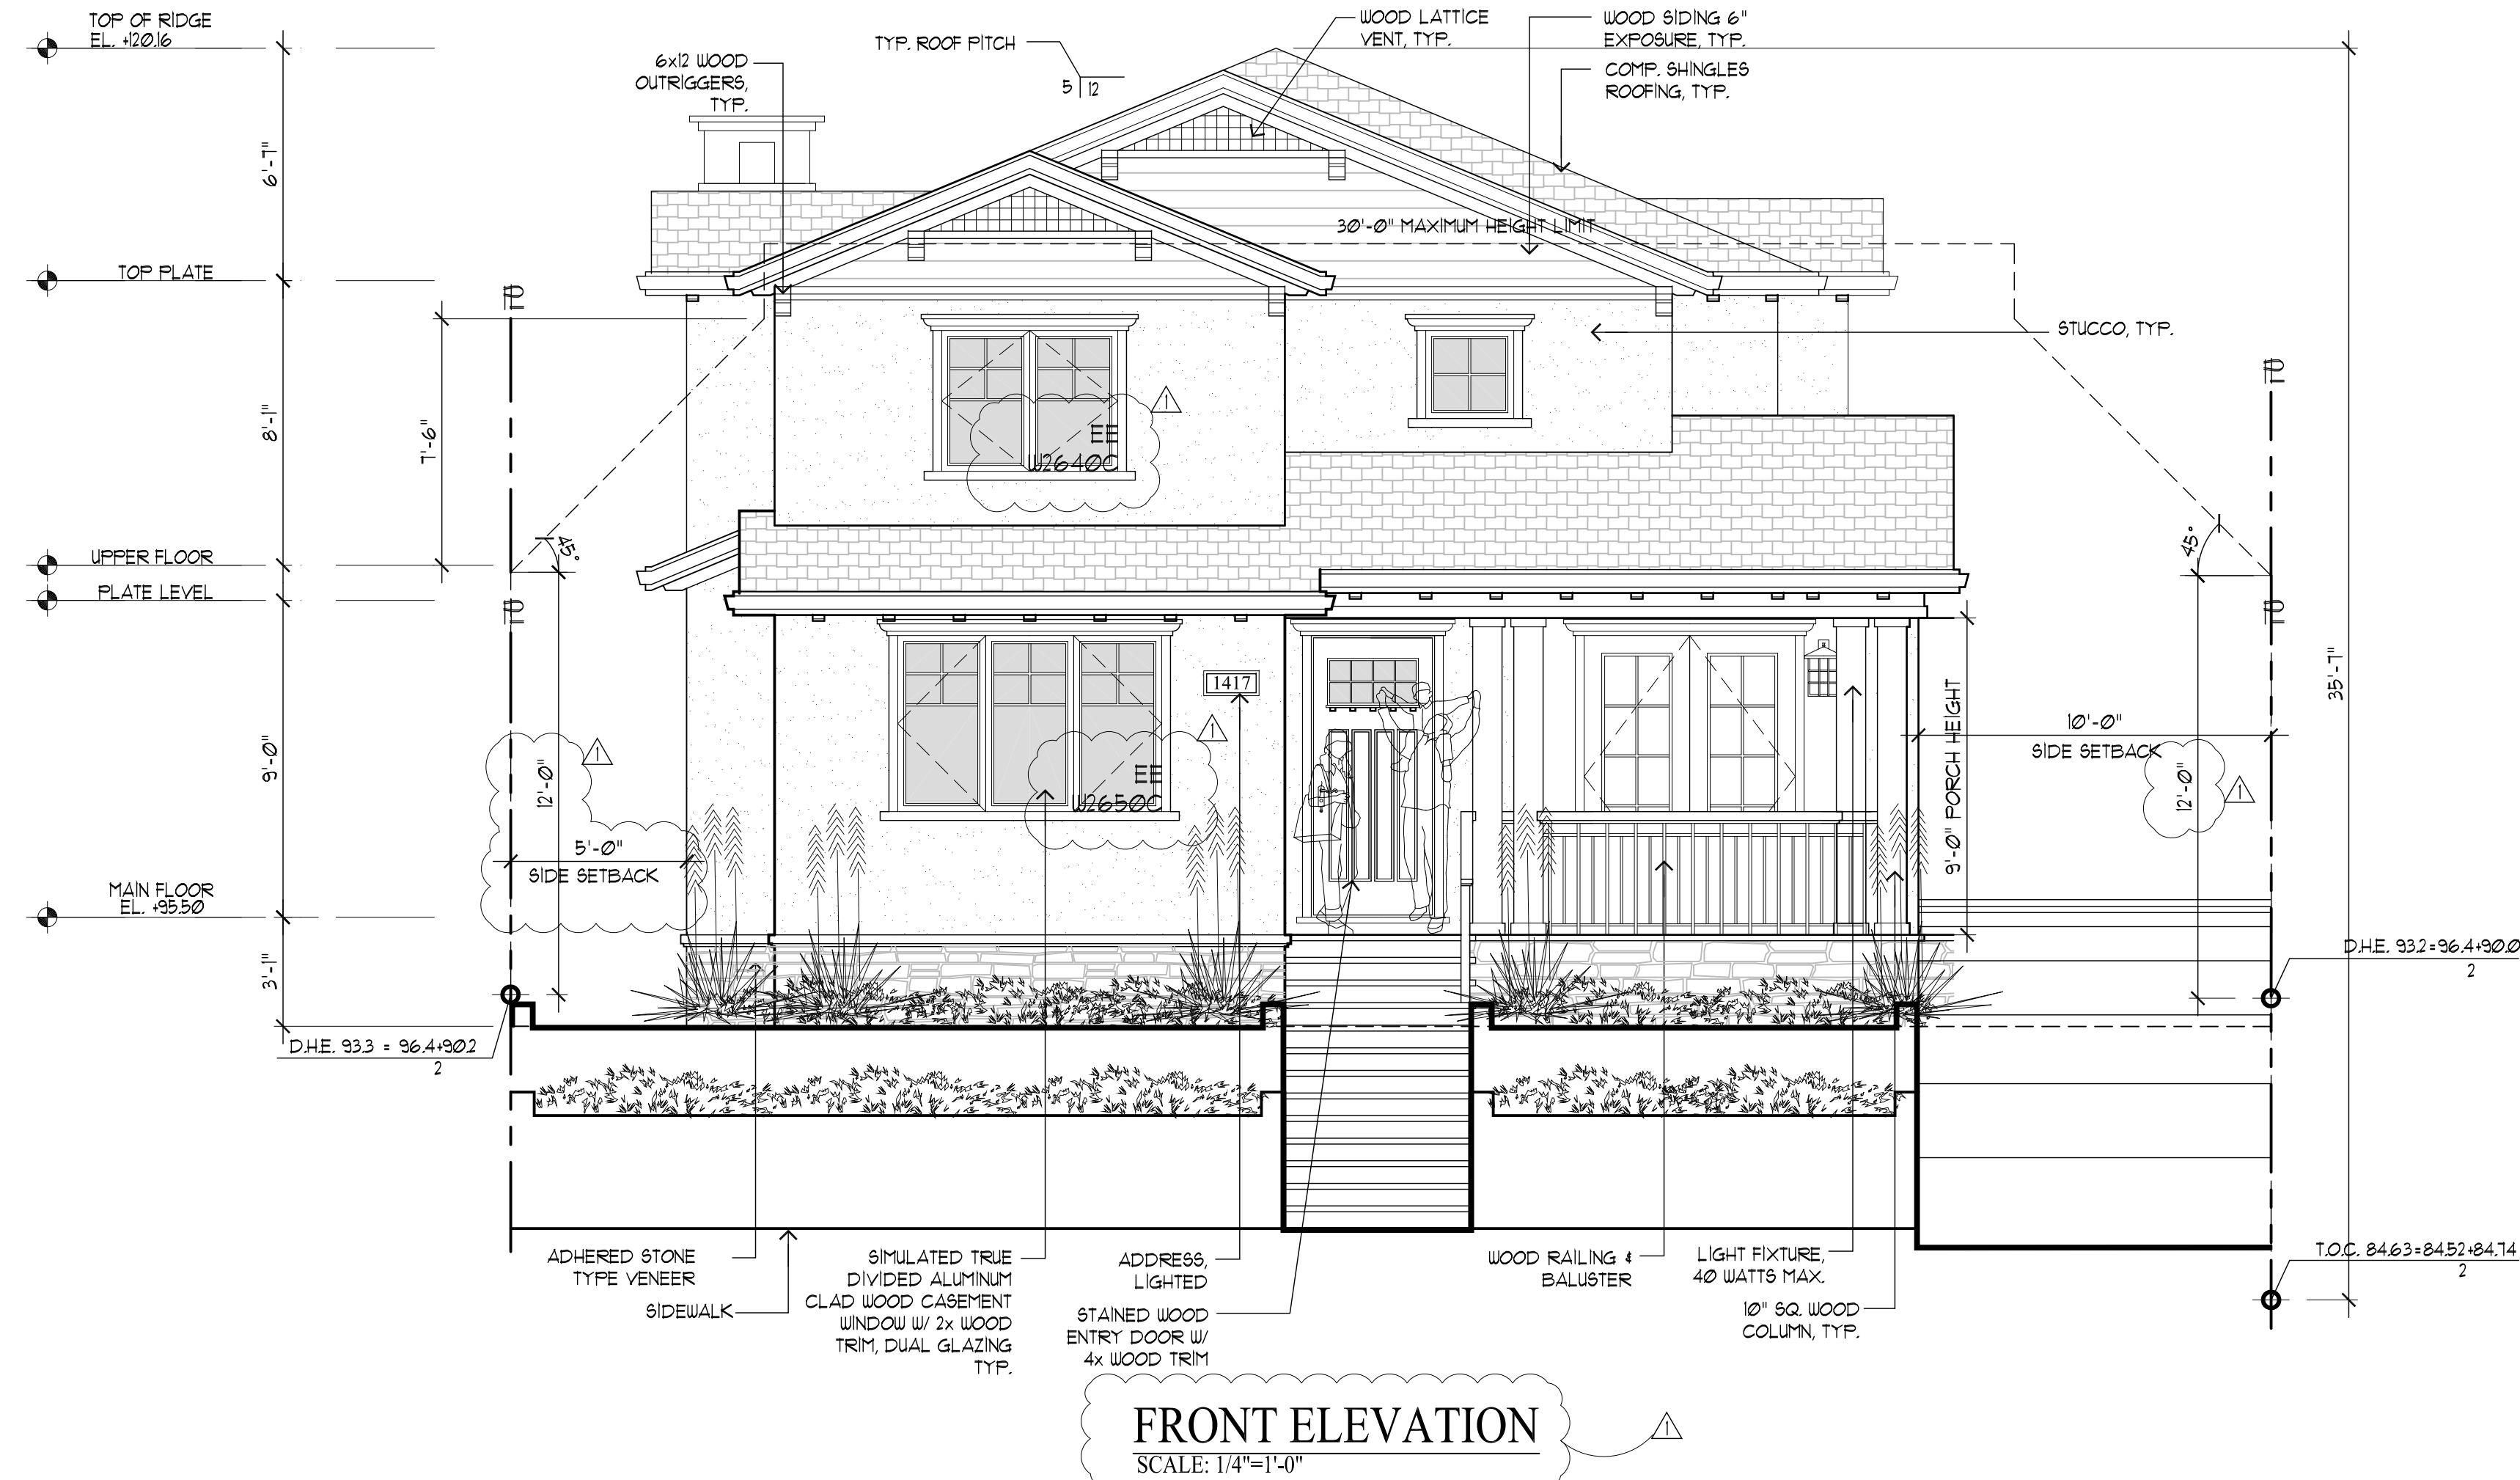 TOP OF RIDGE
EL. +120.16
TYP. ROOF PITCH
5 12
WOOD LATTICE
VENT, TYP.
WOOD SIDING 6"
EXPOSURE, TYP.
COMP. SHINGLES
ROOFING, TYP.
6x12 WOOD
OUTRIGGERS,
TYP.
6'-7"
30'-0" MAXIMUM HEIGHT LIMIT
TOP PLATE
STUCCO, TYP.
8'-1"
7'-6"
1
EE
W2640C
45°
45°
UPPER FLOOR
PLATE LEVEL
1417
35'-7"
1
10'-0"
SIDE SETBACK
9'-0" PORCH HEIGHT
9'-0"
1
12'-0"
12'-0"
1
EE
W2650C
5'-0"
SIDE SETBACK
MAIN FLOOR
EL. +95.50
3'-1"
D.H.E. 93.2=96.4+90.0
2
D.H.E. 93.3 = 96.4+90.2
2
T.O.C. 84.63=84.52+84.74
2
ADHERED STONE
TYPE VENEER
SIDEWALK
SIMULATED TRUE
DIVIDED ALUMINUM
CLAD WOOD CASEMENT
WINDOW W/ 2x WOOD
TRIM, DUAL GLAZING
TYP.
ADDRESS,
LIGHTED
STAINED WOOD
ENTRY DOOR W/
4x WOOD TRIM
WOOD RAILING &
BALUSTER
LIGHT FIXTURE,
40 WATTS MAX.
10" SQ. WOOD
COLUMN, TYP.
FRONT ELEVATION
1
SCALE: 1/4"=1'-0"